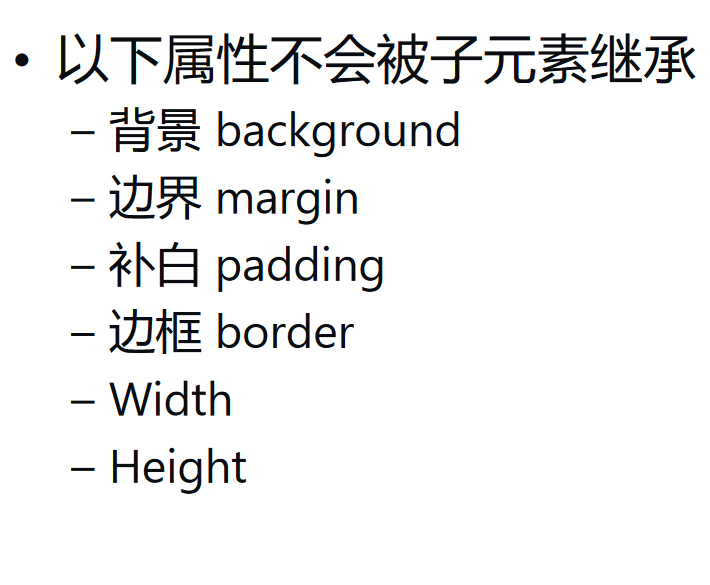 • 以下属性不会被子元素继承
– 背景 background
– 边界 margin
– 补白 padding
– 边框 border
– Width
– Height